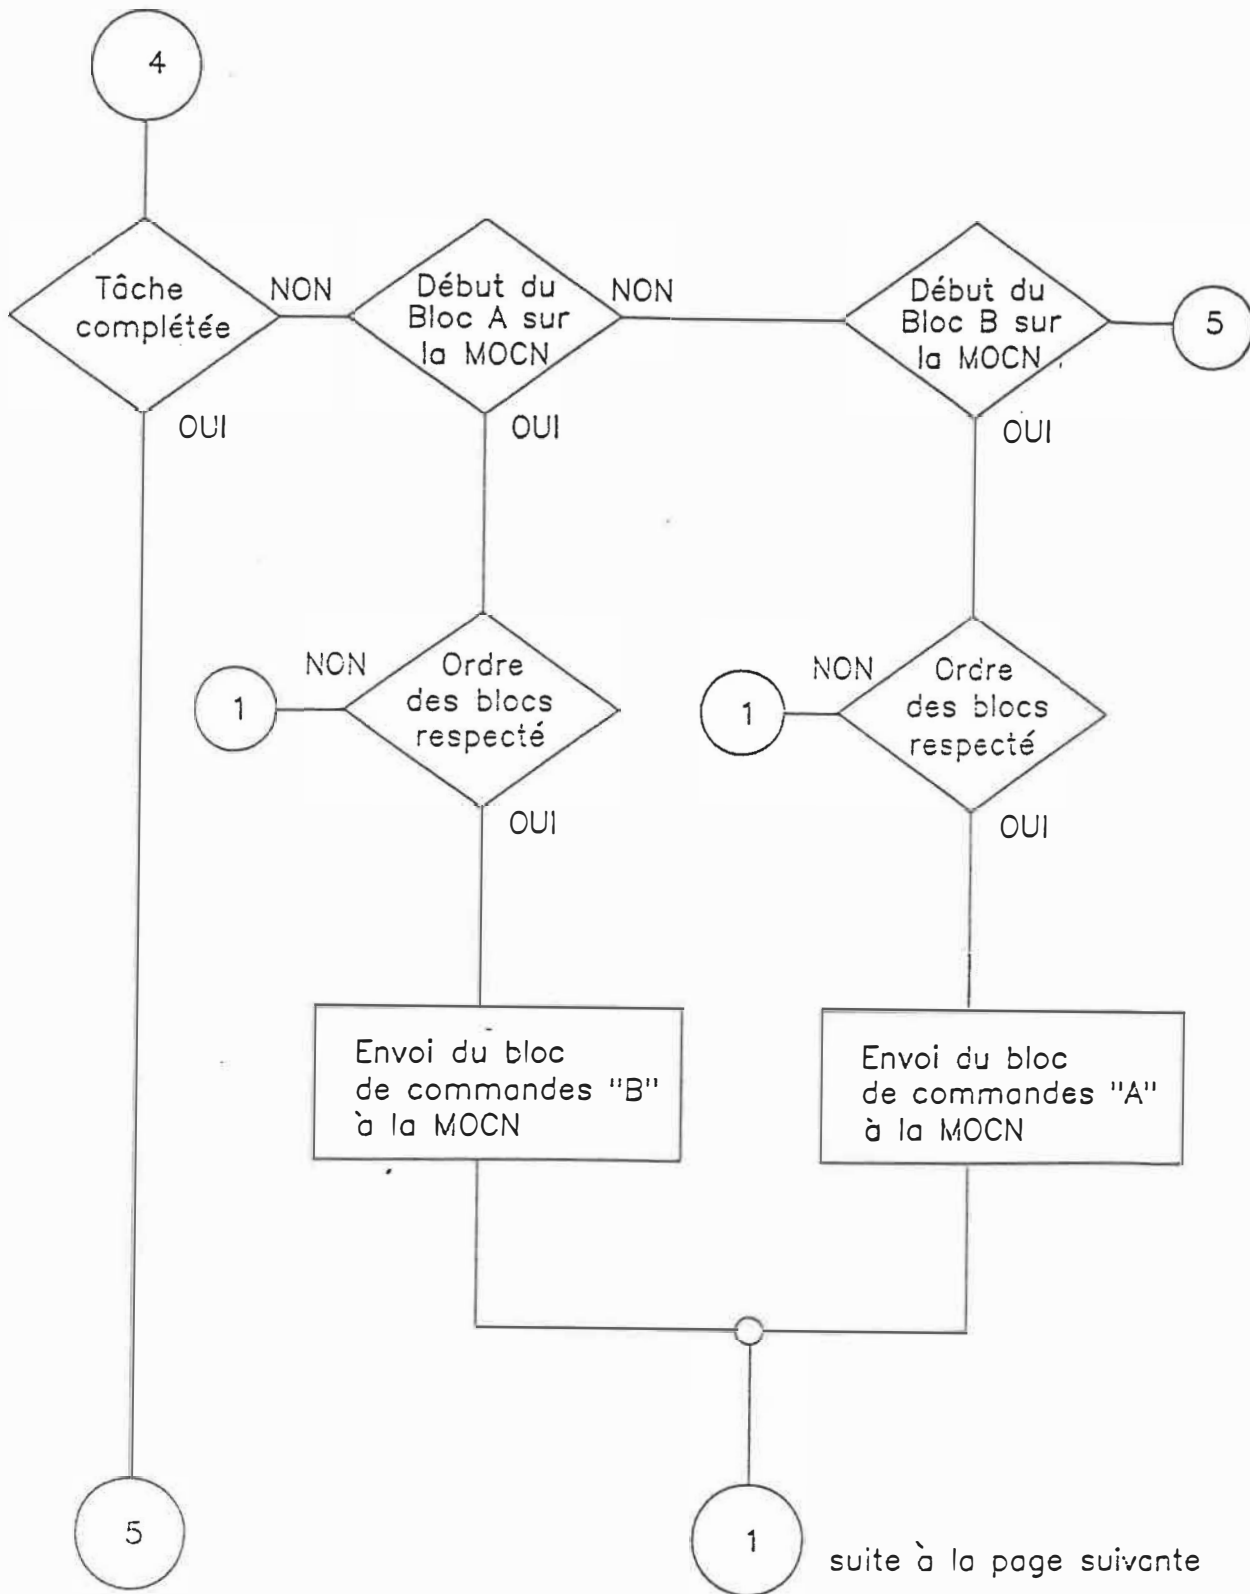 4
Tâche
complétée
NON
OUI
Début du
Bloc A sur
la MOCN
NON
OUI
Début du
Bloc B sur
la MOCN
OUI
5
1
NON
Ordre
des blocs
respecté
OUI
1
NON
Ordre
des blocs
respecté
OUI
Envoi du bloc
de commandes "B"
à la MOCN
Envoi du bloc
de commandes "A"
à la MOCN
5
1
suite à la page suivante